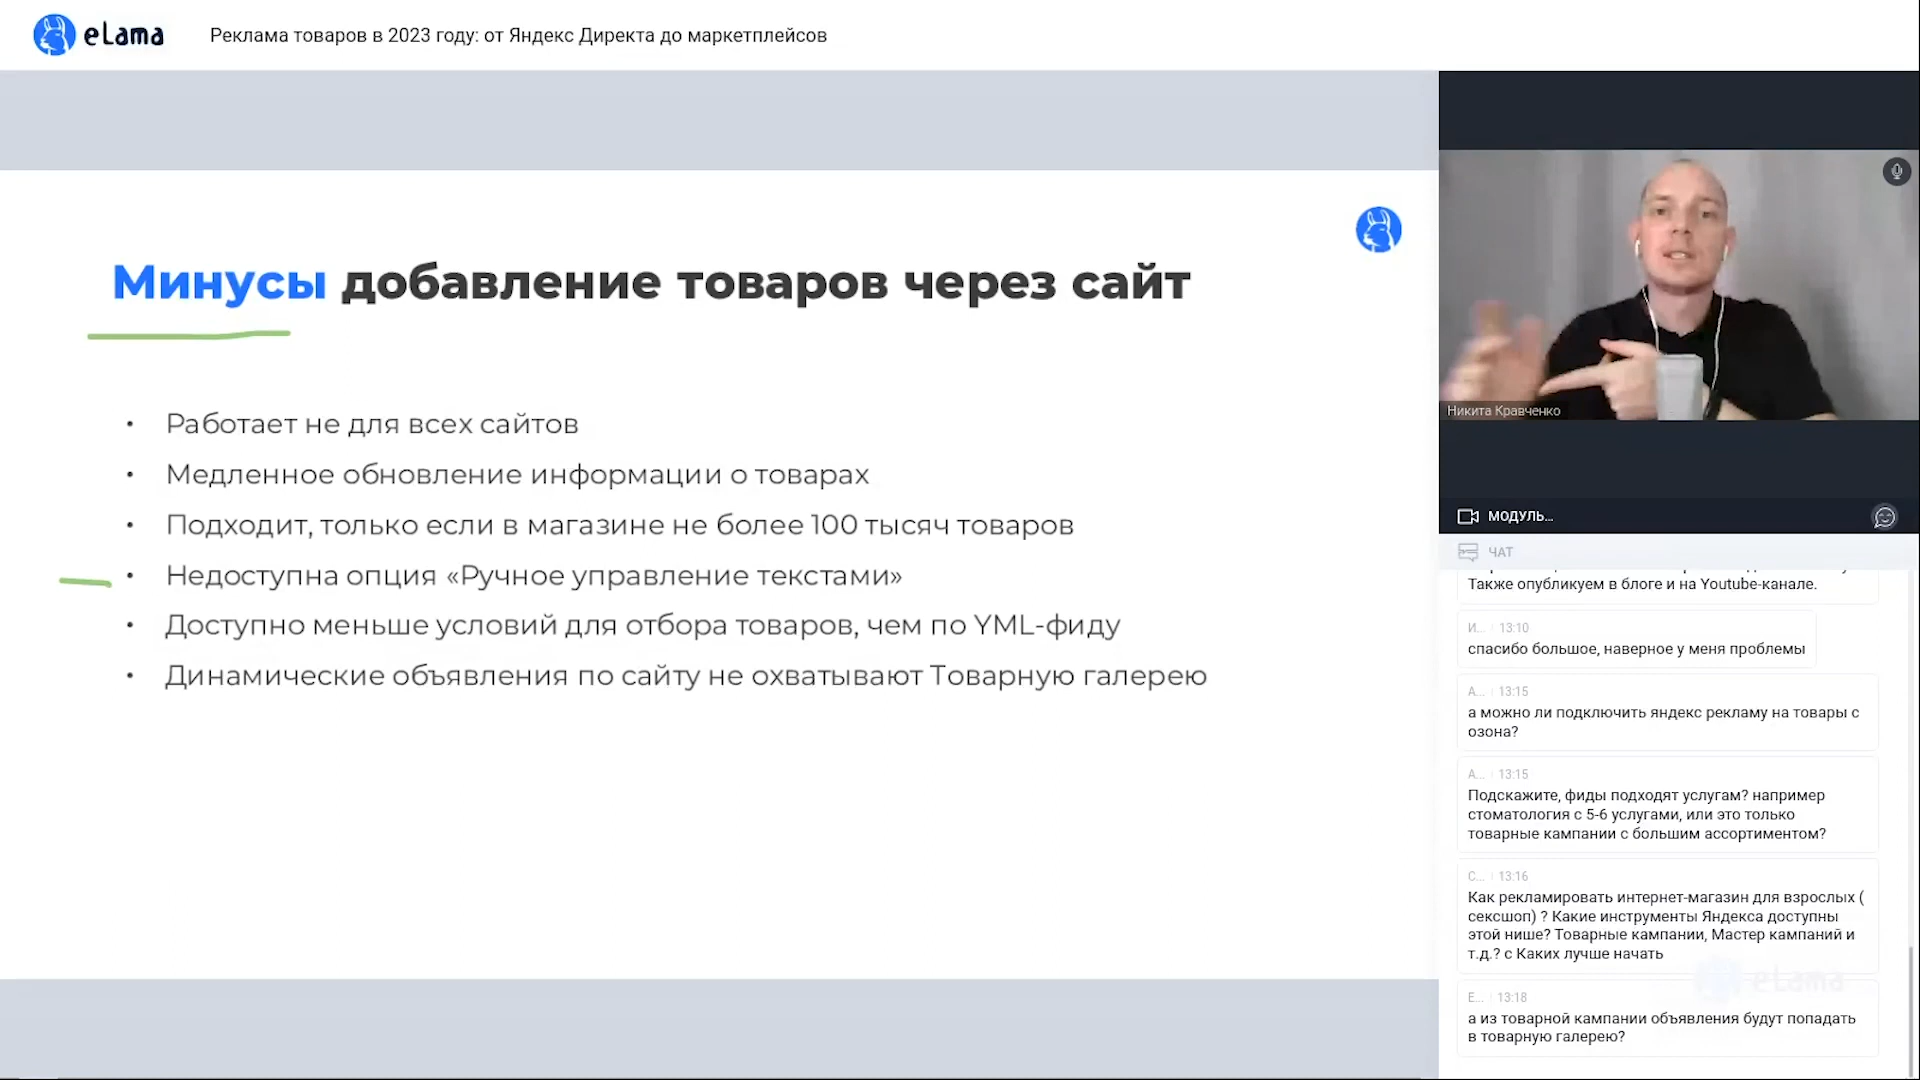 eLama
Реклама товаров в 2023 году: от Яндекс Директа до маркетплейсов
Минусы добавление товаров через сайт
• Работает не для всех сайтов
• Медленное обновление информации о товарах
• Подходит, только если в магазине не более 100 тысяч товаров
• Недоступна опция «Ручное управление текстами»
• Доступно меньше условий для отбора товаров, чем по YML-фиду
• Динамические объявления по сайту не охватывают Товарную галерею
Никита Кравченко
МОДУЛЬ...
ЧАТ
Также опубликуем в блоге и на Youtube-канале.
И... 13:10
спасибо большое, наверное у меня проблемы
А... 13:15
а можно ли подключить яндекс рекламу на товары с
озона?
А... 13:15
Подскажите, фиды подходят услугам? например
стоматология с 5-6 услугами, или это только
товарные кампании с большим ассортиментом?
С... 13:16
Как рекламировать интернет-магазин для взрослых (
сексшоп) ? Какие инструменты Яндекса доступны
этой нише? Товарные кампании, Мастер кампаний и
т.д.? с Каких лучше начать
eLama
Е... 13:18
а из товарной кампании объявления будут попадать
в товарную галерею?